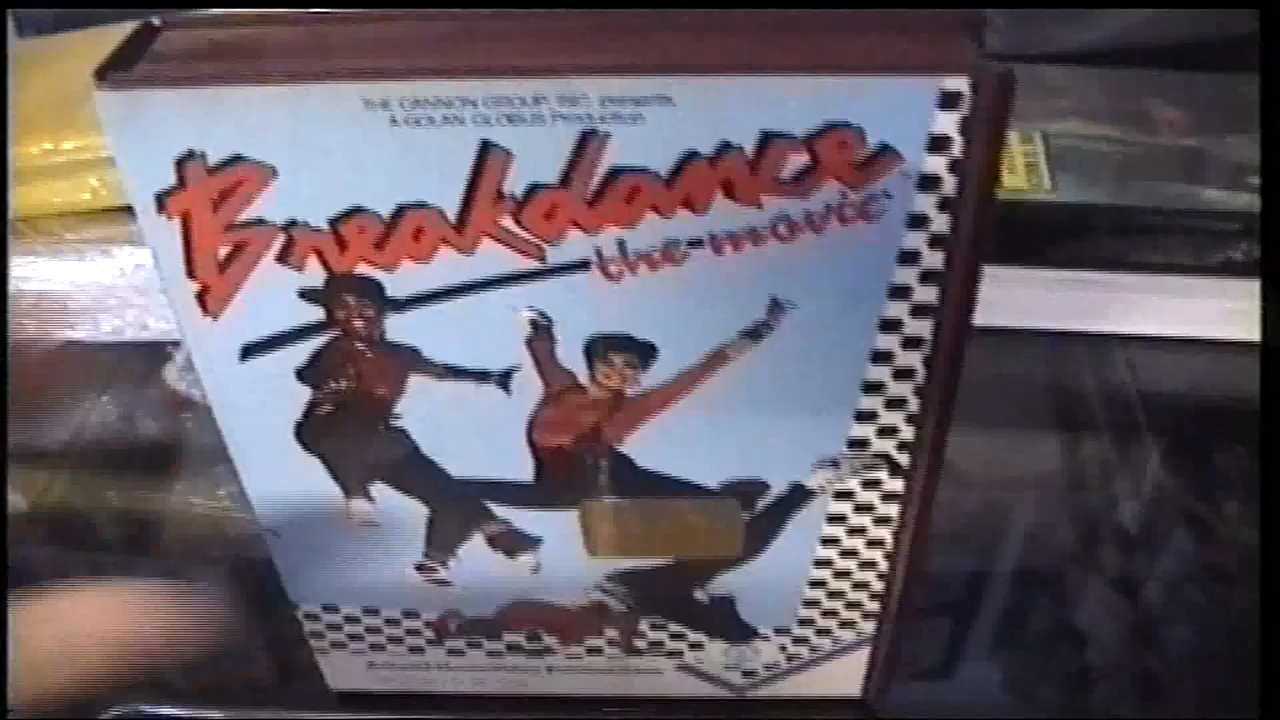 THE CANNON GROUP, INC. PRESENTS
A GOLAN GLOBUS PRODUCTION
Breakdance
the movie